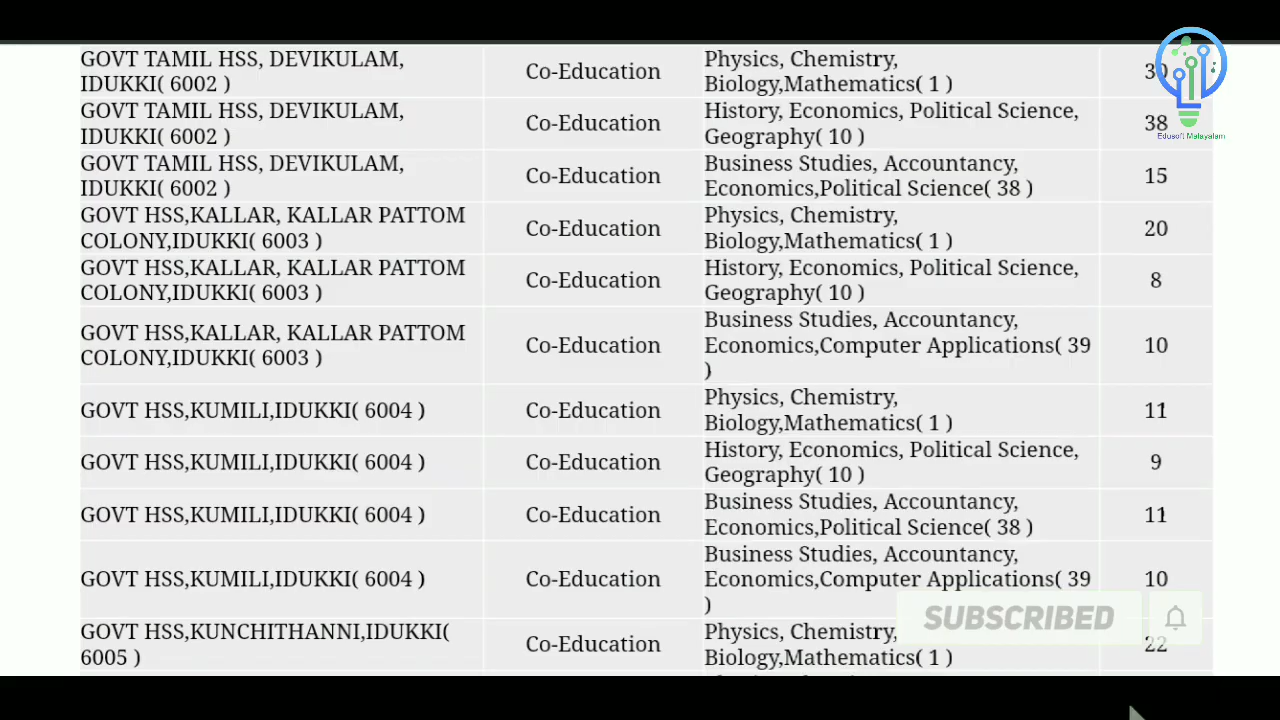 GOVT TAMIL HSS, DEVIKULAM,
IDUKKI( 6002 )
Co-Education
Physics, Chemistry,
Biology,Mathematics( 1 )
30
GOVT TAMIL HSS, DEVIKULAM,
IDUKKI( 6002 )
Co-Education
History, Economics, Political Science,
Geography( 10 )
38
GOVT TAMIL HSS, DEVIKULAM,
IDUKKI( 6002 )
Co-Education
Business Studies, Accountancy,
Economics,Political Science( 38 )
15
GOVT HSS,KALLAR, KALLAR PATTOM
COLONY,IDUKKI( 6003 )
Co-Education
Physics, Chemistry,
Biology,Mathematics( 1 )
20
GOVT HSS,KALLAR, KALLAR PATTOM
COLONY,IDUKKI( 6003 )
Co-Education
History, Economics, Political Science,
Geography( 10 )
8
GOVT HSS,KALLAR, KALLAR PATTOM
COLONY,IDUKKI( 6003 )
Co-Education
Business Studies, Accountancy,
Economics,Computer Applications( 39
)
10
GOVT HSS,KUMILI,IDUKKI( 6004 )
Co-Education
Physics, Chemistry,
Biology,Mathematics( 1 )
11
GOVT HSS,KUMILI,IDUKKI( 6004 )
Co-Education
History, Economics, Political Science,
Geography( 10 )
9
GOVT HSS,KUMILI,IDUKKI( 6004 )
Co-Education
Business Studies, Accountancy,
Economics,Political Science( 38 )
11
GOVT HSS,KUMILI,IDUKKI( 6004 )
Co-Education
Business Studies, Accountancy,
Economics,Computer Applications( 39
)
10
GOVT HSS,KUNCHITHANNI,IDUKKI(
6005 )
Co-Education
Physics, Chemistry,
Biology,Mathematics( 1 )
22
Edusoft Malayalam
SUBSCRIBED